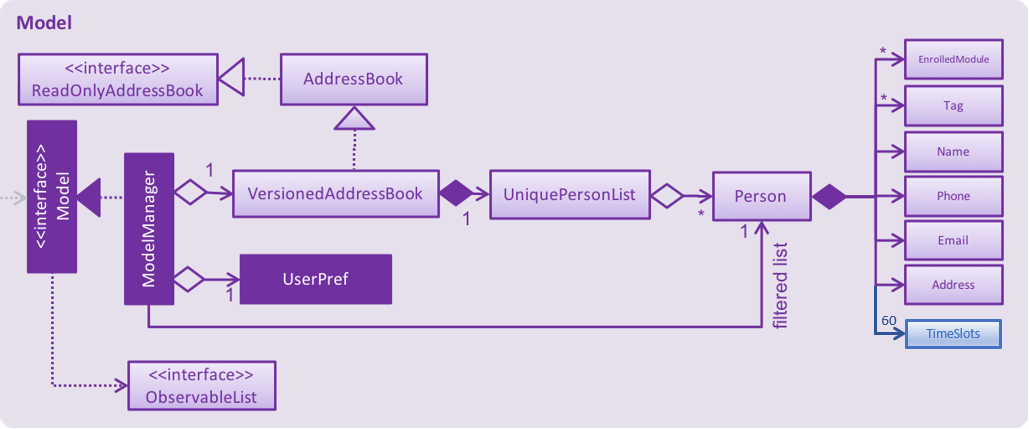 Model
<<interface>>
ReadOnlyAddressBook
AddressBook
<<interface>>
Model
ModelManager
1
VersionedAddressBook
1
UniquePersonList
*
Person
1
filtered list
1
UserPref
<<interface>>
ObservableList
*
EnrolledModule
*
Tag
Name
Phone
Email
Address
60
TimeSlots